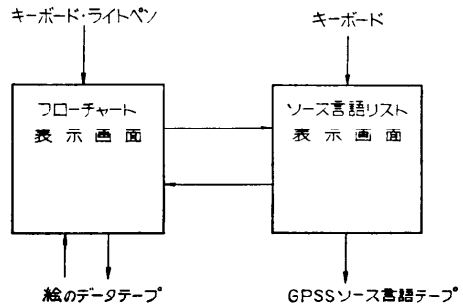 キーボード・ライトペン
キーボード
フローチャート
表示画面
ソース言語リスト
表示画面
絵のデータテープ
GPSSソース言語テープ